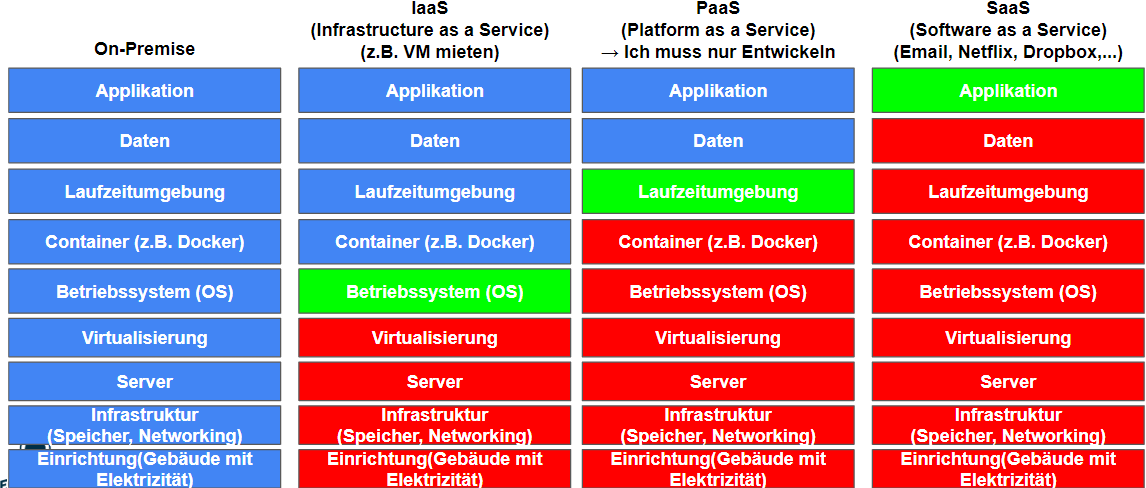 On-Premise
IaaS
(Infrastructure as a Service)
(z.B. VM mieten)
PaaS
(Platform as a Service)
→ Ich muss nur Entwickeln
SaaS
(Software as a Service)
(Email, Netflix, Dropbox,...)
Applikation
Applikation
Applikation
Applikation
Daten
Daten
Daten
Daten
Laufzeitumgebung
Laufzeitumgebung
Laufzeitumgebung
Laufzeitumgebung
Container (z.B. Docker)
Container (z.B. Docker)
Container (z.B. Docker)
Container (z.B. Docker)
Betriebssystem (OS)
Betriebssystem (OS)
Betriebssystem (OS)
Betriebssystem (OS)
Virtualisierung
Virtualisierung
Virtualisierung
Virtualisierung
Server
Server
Server
Server
Infrastruktur
(Speicher, Networking)
Infrastruktur
(Speicher, Networking)
Infrastruktur
(Speicher, Networking)
Infrastruktur
(Speicher, Networking)
Einrichtung(Gebäude mit
Elektrizität)
Einrichtung(Gebäude mit
Elektrizität)
Einrichtung(Gebäude mit
Elektrizität)
Einrichtung(Gebäude mit
Elektrizität)